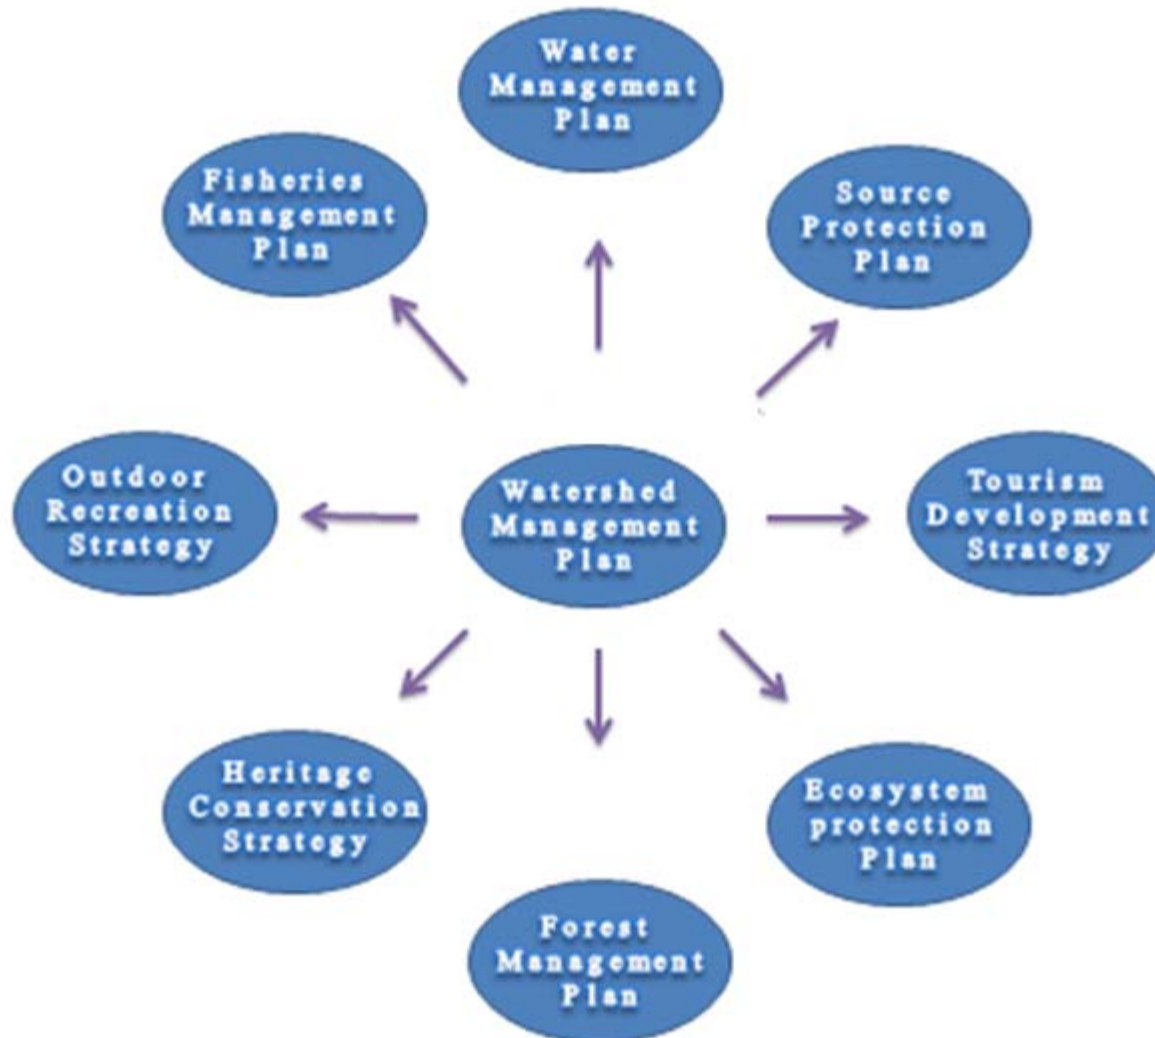 Water
Management
Plan
Fisheries
Management
Plan
Source
Protection
Plan
Outdoor
Recreation
Strategy
Watershed
Management
Plan
Tourism
Development
Strategy
Heritage
Conservation
Strategy
Ecosystem
protection
Plan
Forest
Management
Plan